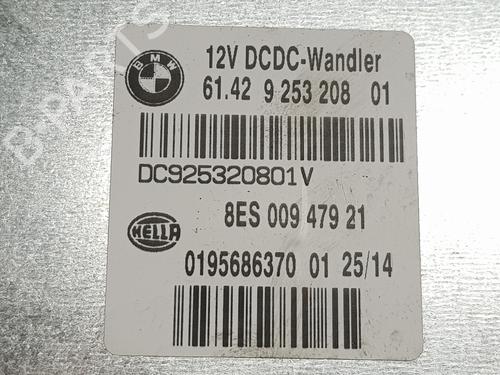 BMW
12V DCDC-Wandler
61.42 9 253 208 01
DC925320801V
8ES 009 479 21
HELLA
0195686370 01 25/14
B-PARTS